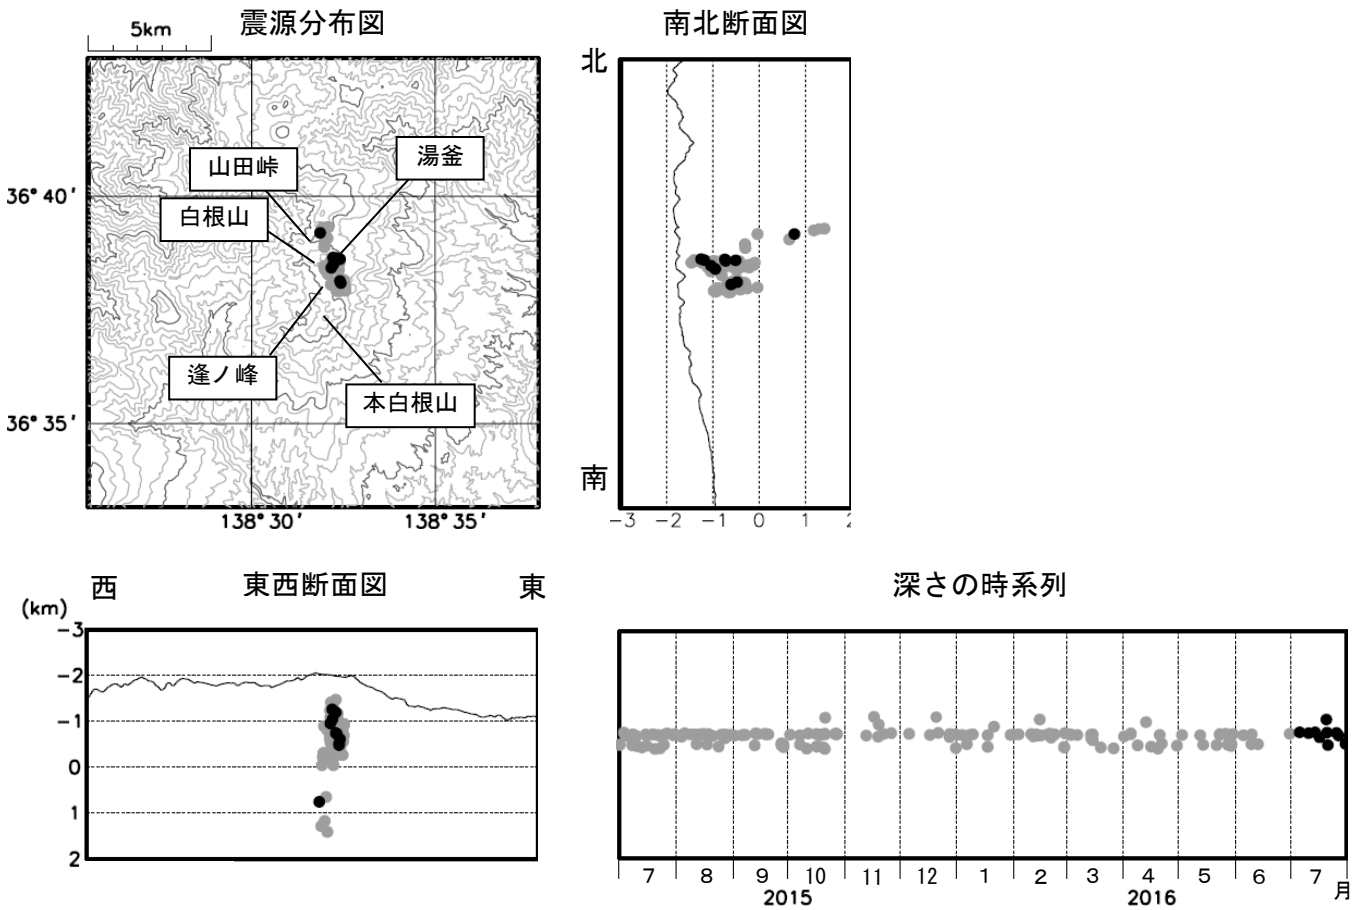 震源分布図
5km
山田峠
湯釜
36°40′
白根山
逢ノ峰
本白根山
36°35′
138°30′ 138°35′
南北断面図
北
南
-3 -2 -1 0 1 2
東西断面図
西 東
(km)
-3
-2
-1
0
1
2
深さの時系列
7 8 9 10 11 12 1 2 3 4 5 6 7 月
2015 2016